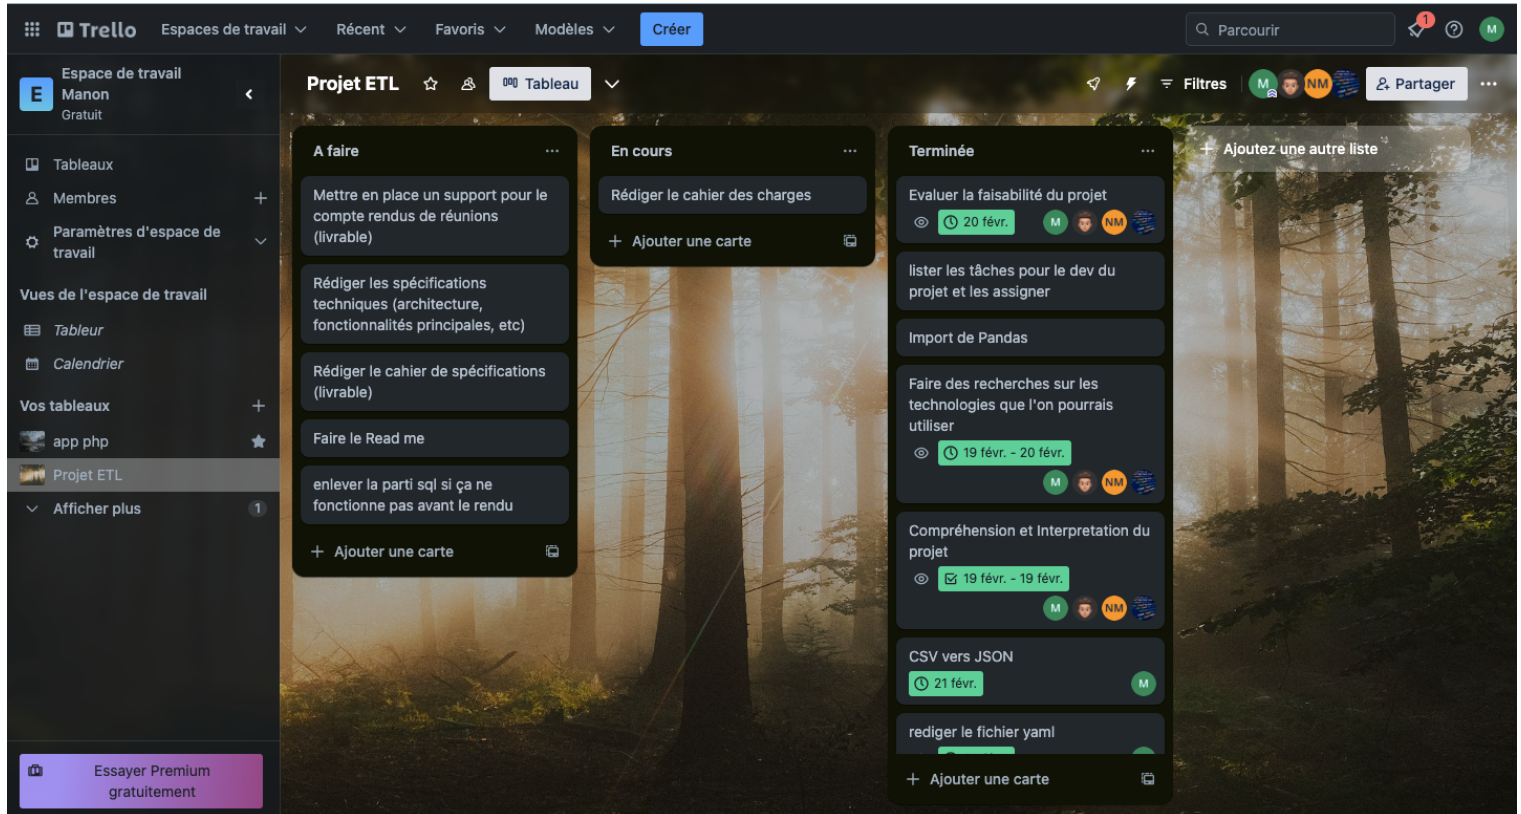 Trello
Espaces de travail
Récent
Favoris
Modèles
Créer
Parcourir
1
M
E
Espace de travail
Manon
Gratuit
Projet ETL
Tableau
Filtres
M
NM
Partager
Tableaux
Membres
Paramètres d'espace de
travail
Vues de l'espace de travail
Tableur
Calendrier
Vos tableaux
app php
Projet ETL
Afficher plus
1
Essayer Premium
gratuitement
A faire
Mettre en place un support pour le
compte rendus de réunions
(livrable)
Rédiger les spécifications
techniques (architecture,
fonctionnalités principales, etc)
Rédiger le cahier de spécifications
(livrable)
Faire le Read me
enlever la parti sql si ça ne
fonctionne pas avant le rendu
Ajouter une carte
En cours
Rédiger le cahier des charges
Ajouter une carte
Terminée
Evaluer la faisabilité du projet
20 févr.
M
NM
lister les tâches pour le dev du
projet et les assigner
Import de Pandas
Faire des recherches sur les
technologies que l'on pourrais
utiliser
19 févr. - 20 févr.
M
NM
Compréhension et Interpretation du
projet
19 févr. - 19 févr.
M
NM
CSV vers JSON
21 févr.
M
rediger le fichier yaml
Ajouter une carte
Ajoutez une autre liste